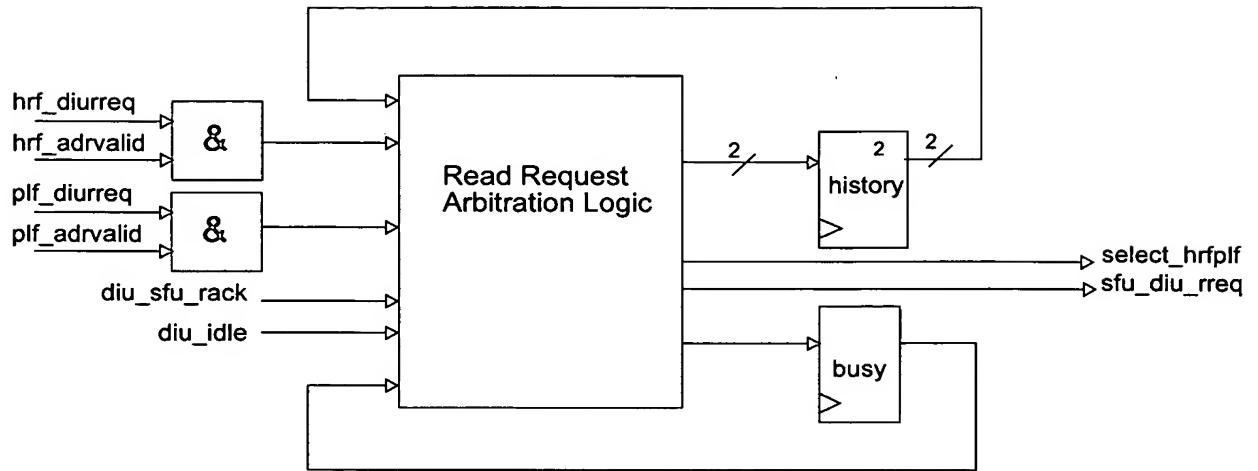 hrf_diurreq
hrf_adrvalid
&
plf_diurreq
plf_adrvalid
&
diu_sfu_rack
diu_idle
Read Request
Arbitration Logic
2
2
2
history
select_hrfplf
sfu_diu_rreq
busy